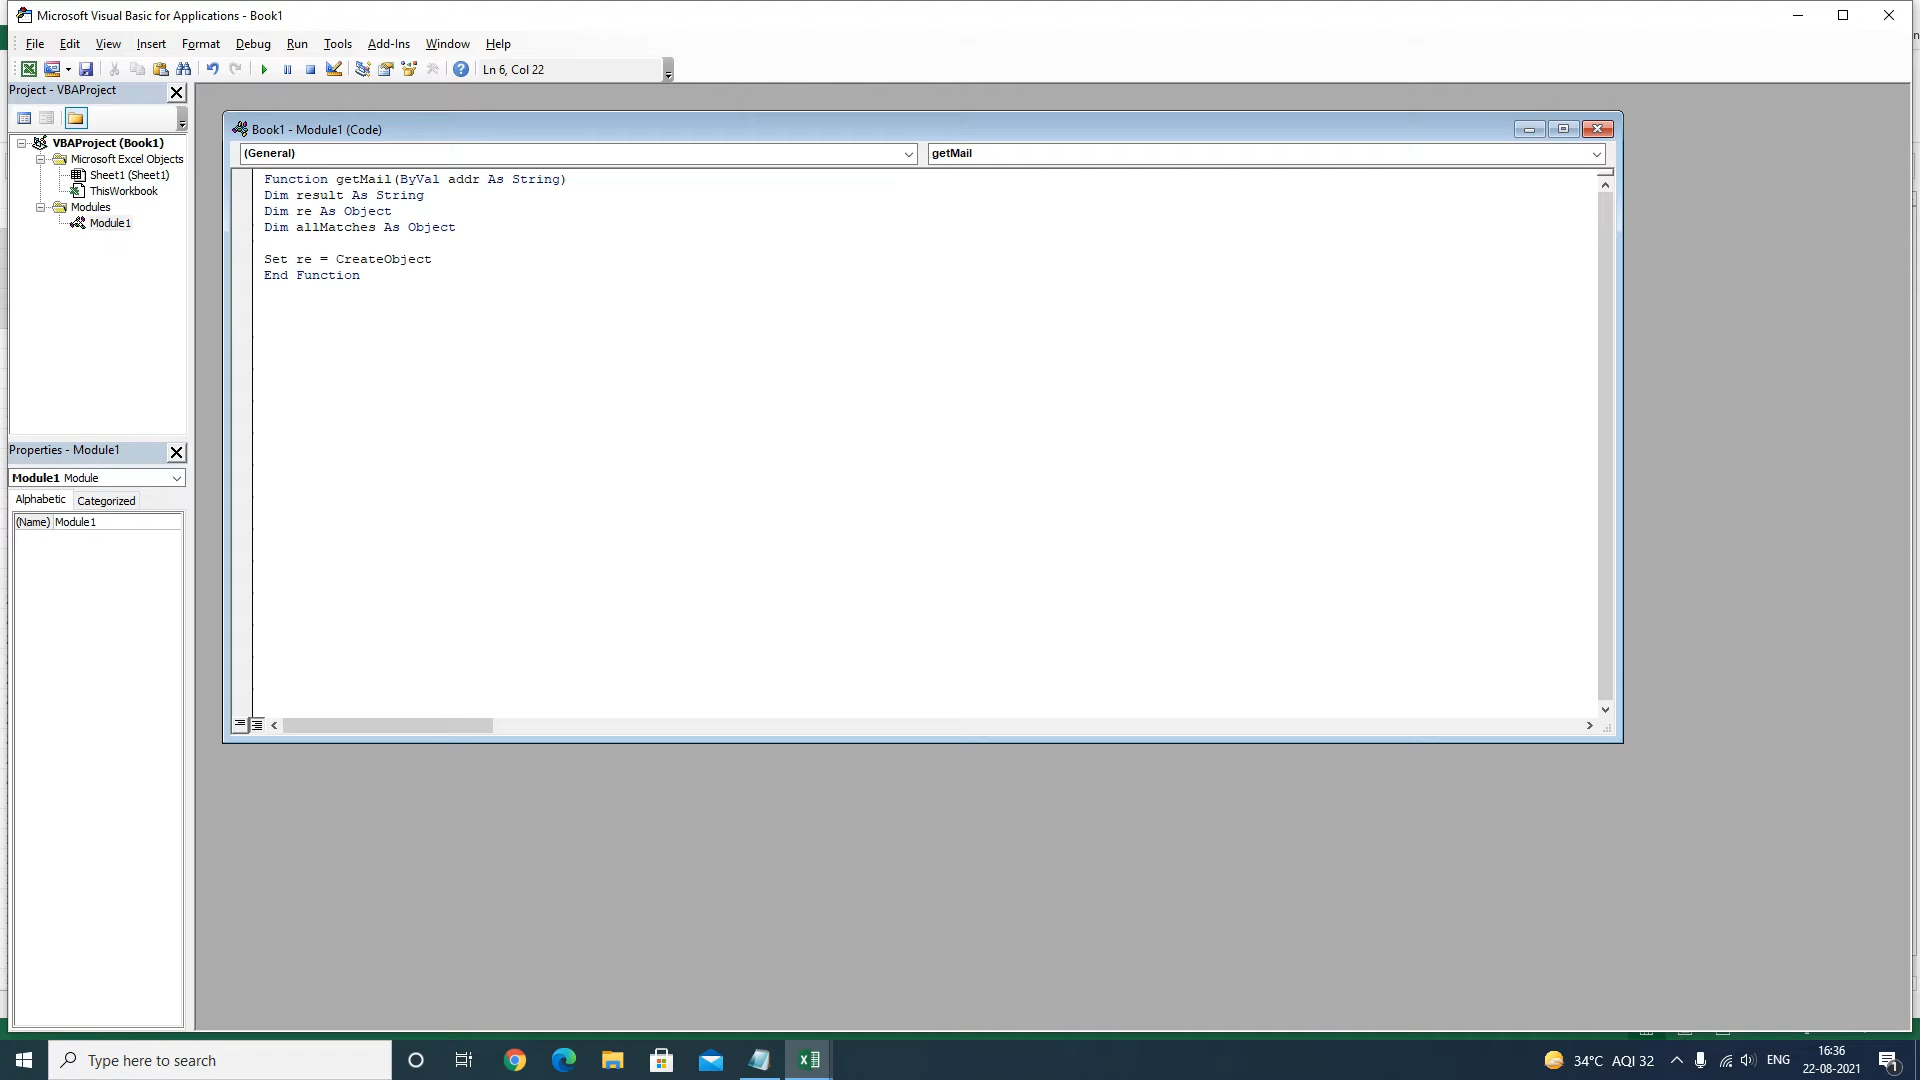 Microsoft Visual Basic for Applications - Book1
File Edit View Insert Format Debug Run Tools Add-Ins Window Help
Ln 6, Col 22
Project - VBAProject
VBAProject (Book1)
Microsoft Excel Objects
Sheet1 (Sheet1)
ThisWorkbook
Modules
Module1
Properties - Module1
Module1 Module
Alphabetic Categorized
(Name) Module1
Book1 - Module1 (Code)
(General) getMail
Function getMail(ByVal addr As String)
Dim result As String
Dim re As Object
Dim allMatches As Object
Set re = CreateObject
End Function
Type here to search
34°C AQI 32
ENG
16:36
22-08-2021
1